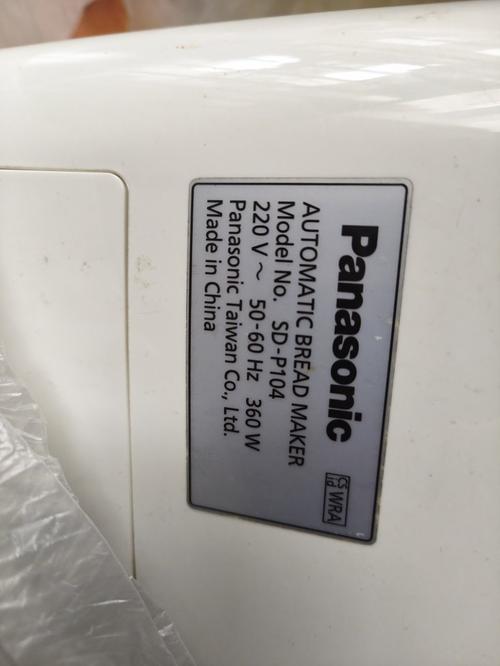 Panasonic
AUTOMATIC BREAD MAKER
Model No. SD-P104
220 V ~ 50-60 Hz 360 W
Panasonic Taiwan Co., Ltd.
Made in China
WRA